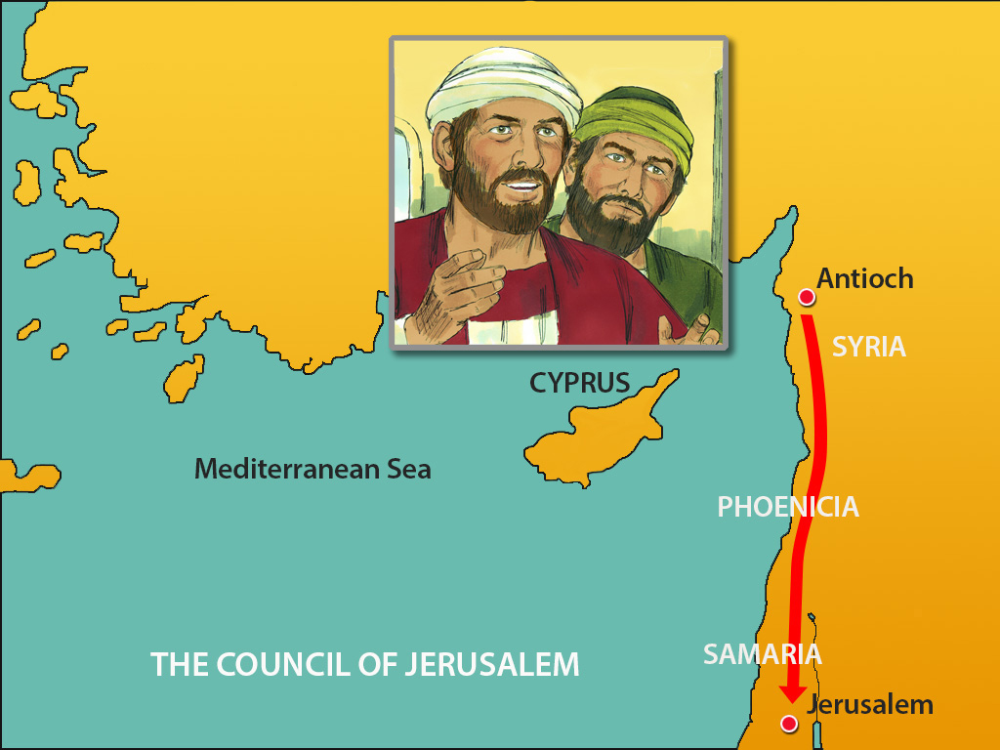 Antioch
SYRIA
CYPRUS
Mediterranean Sea
PHOENICIA
SAMARIA
THE COUNCIL OF JERUSALEM
Jerusalem